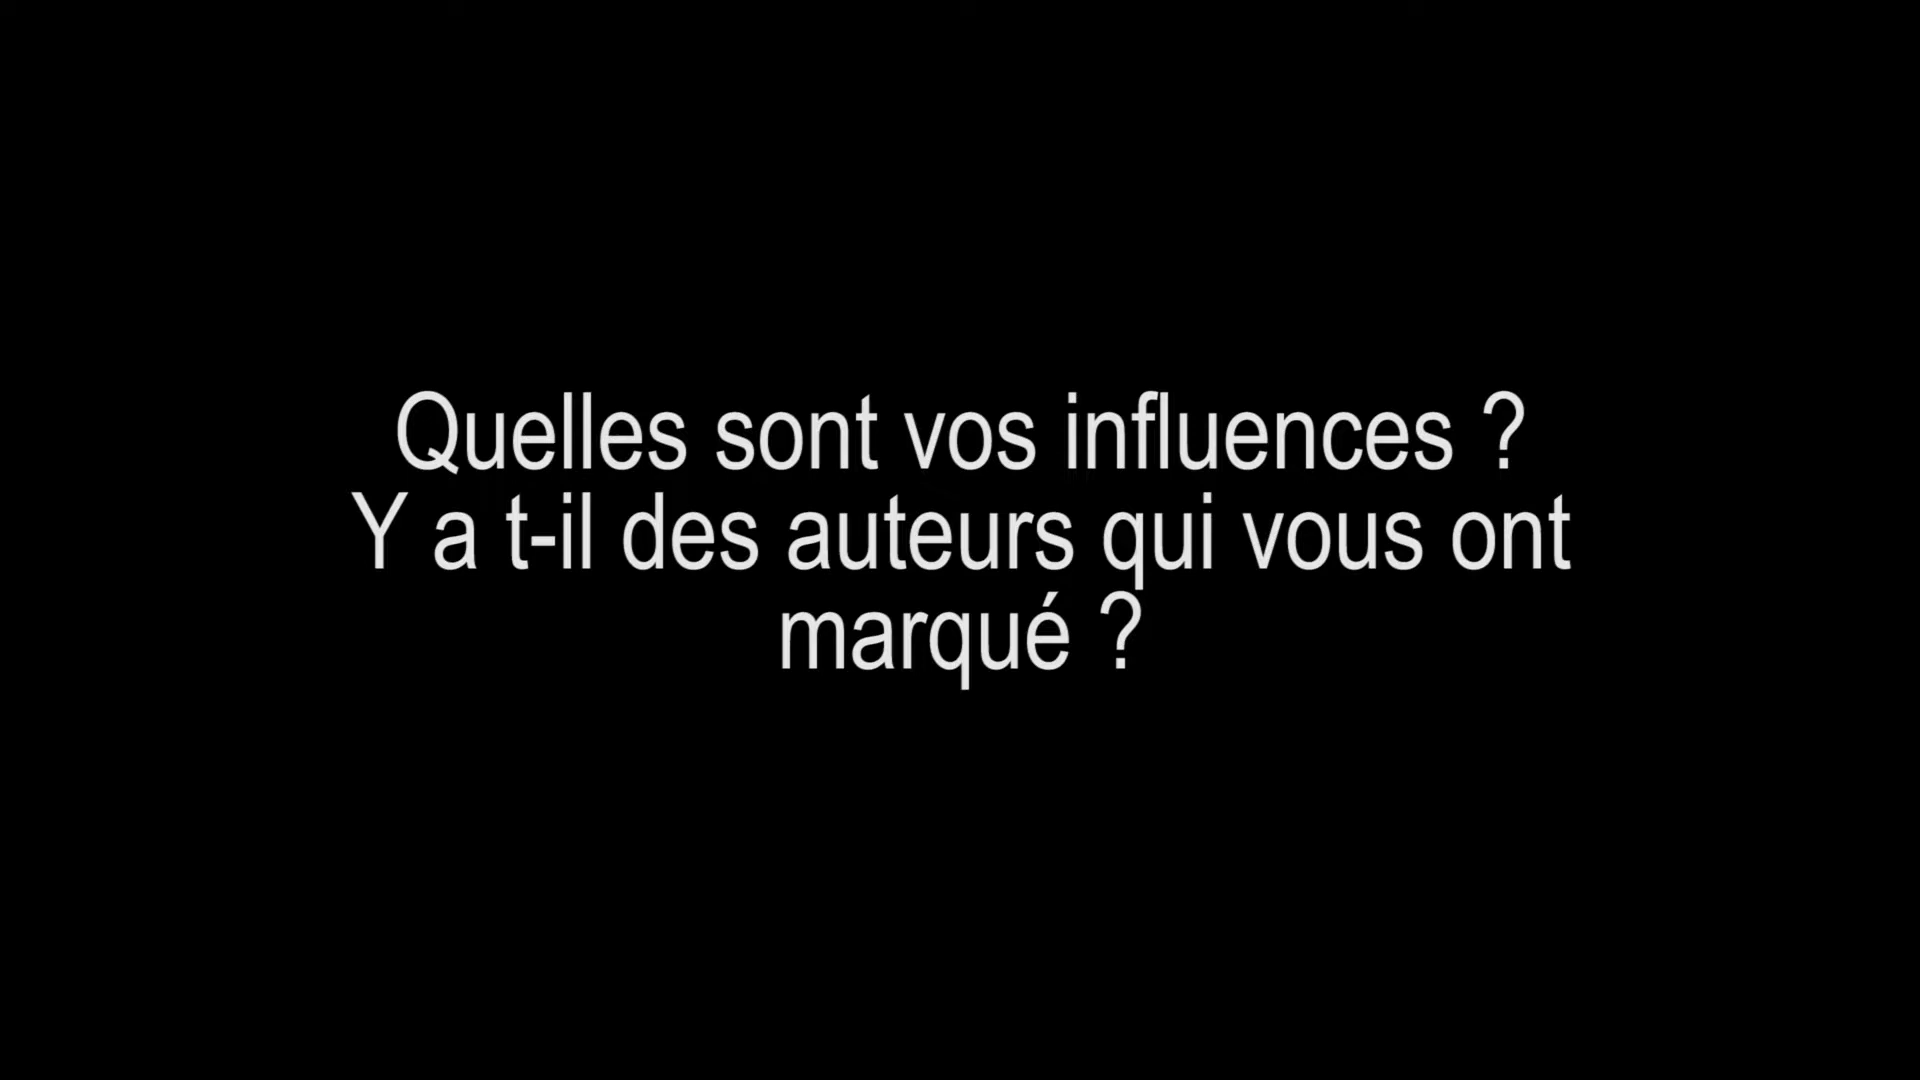 Quelles sont vos influences ?
Y a t-il des auteurs qui vous ont
marqué ?